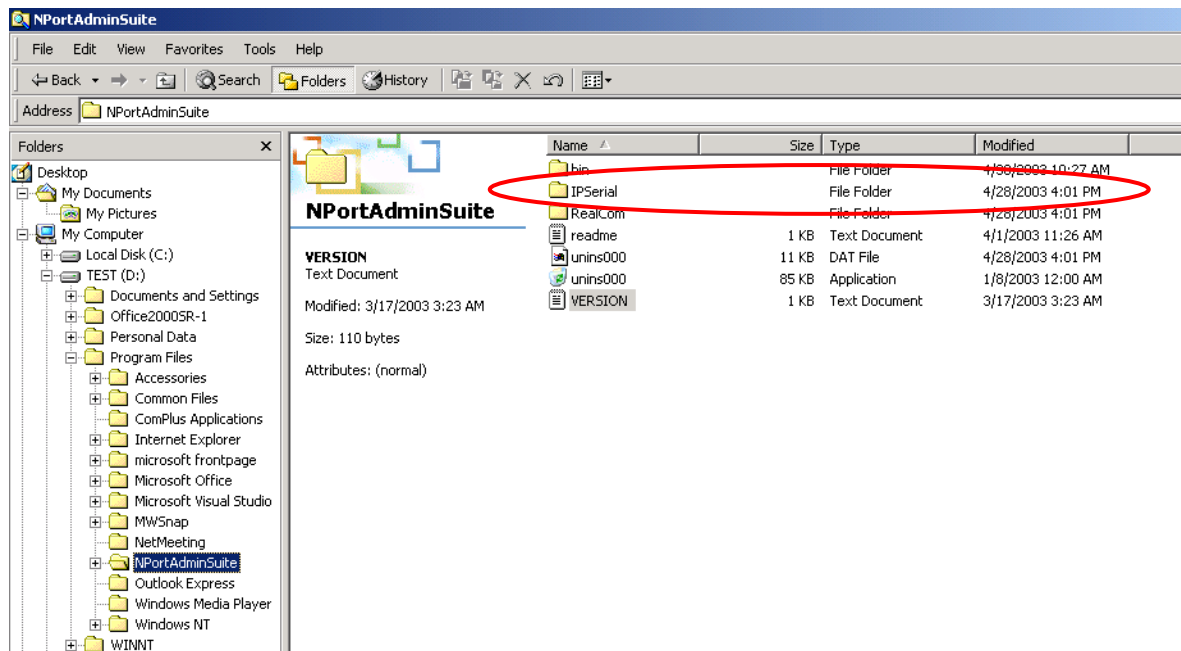 NPortAdminSuite
File Edit View Favorites Tools Help
Back Search Folders History
Address NPortAdminSuite
Folders
Desktop
My Documents
My Pictures
My Computer
Local Disk (C:)
TEST (D:)
Documents and Settings
Office2000SR-1
Personal Data
Program Files
Accessories
Common Files
ComPlus Applications
Internet Explorer
microsoft frontpage
Microsoft Office
Microsoft Visual Studio
MWSnap
NetMeeting
NPortAdminSuite
Outlook Express
Windows Media Player
Windows NT
WINNT
NPortAdminSuite
VERSION
Text Document
Modified: 3/17/2003 3:23 AM
Size: 110 bytes
Attributes: (normal)
Name Size Type Modified
bin File Folder 4/30/2003 10:27 AM
IPSerial File Folder 4/28/2003 4:01 PM
RealCom File Folder 4/28/2003 4:01 PM
readme 1 KB Text Document 4/1/2003 11:26 AM
unins000 11 KB DAT File 4/28/2003 4:01 PM
unins000 85 KB Application 1/8/2003 12:00 AM
VERSION 1 KB Text Document 3/17/2003 3:23 AM